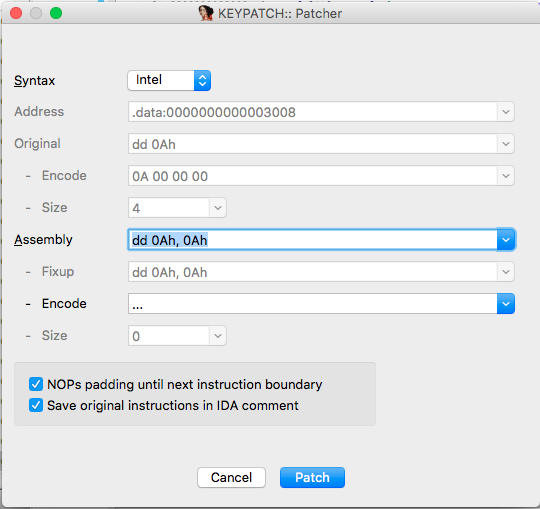 KEYPATCH:: Patcher
Syntax Intel
Address .data:0000000000003008
Original dd 0Ah
- Encode 0A 00 00 00
- Size 4
Assembly dd 0Ah, 0Ah
- Fixup dd 0Ah, 0Ah
- Encode ...
- Size 0
NOPs padding until next instruction boundary
Save original instructions in IDA comment
Cancel Patch